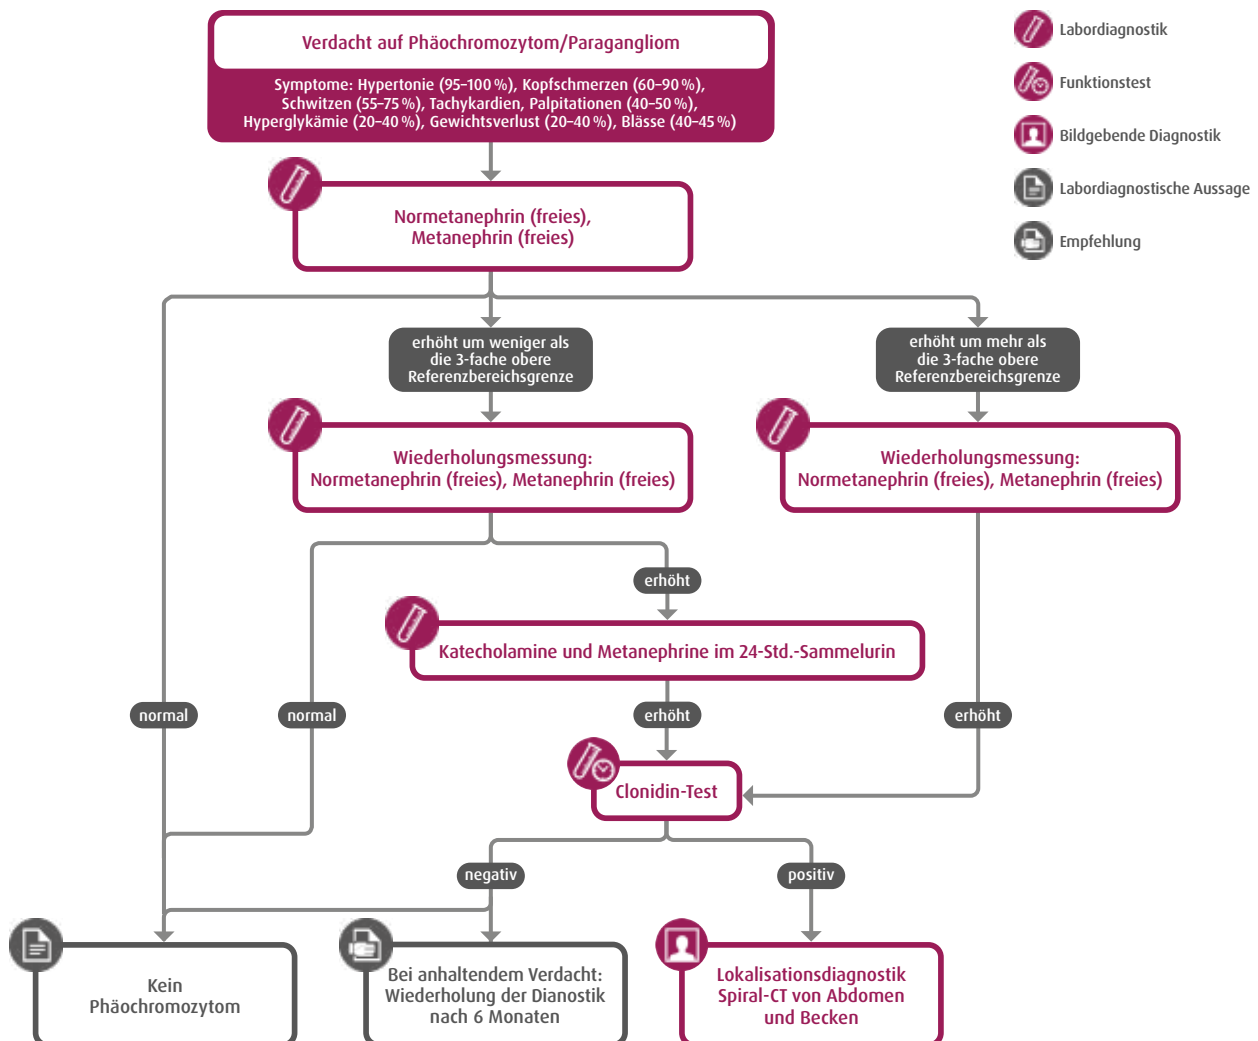 Verdacht auf Phäochromozytom/Paragangliom
Symptome: Hypertonie (95–100 %), Kopfschmerzen (60–90 %),
Schwitzen (55–75 %), Tachykardien, Palpitationen (40–50 %),
Hyperglykämie (20–40 %), Gewichtsverlust (20–40 %), Blässe (40–45 %)
Labordiagnostik
Funktionstest
Bildgebende Diagnostik
Labordiagnostische Aussage
Empfehlung
Normetanephrin (freies),
Metanephrin (freies)
erhöht um weniger als
die 3-fache obere
Referenzbereichsgrenze
erhöht um mehr als
die 3-fache obere
Referenzbereichsgrenze
Wiederholungsmessung:
Normetanephrin (freies), Metanephrin (freies)
Wiederholungsmessung:
Normetanephrin (freies), Metanephrin (freies)
erhöht
Katecholamine und Metanephrine im 24-Std.-Sammelurin
normal
normal
erhöht
erhöht
Clonidin-Test
negativ
positiv
Kein
Phäochromozytom
Bei anhaltendem Verdacht:
Wiederholung der Dianostik
nach 6 Monaten
Lokalisationsdiagnostik
Spiral-CT von Abdomen
und Becken